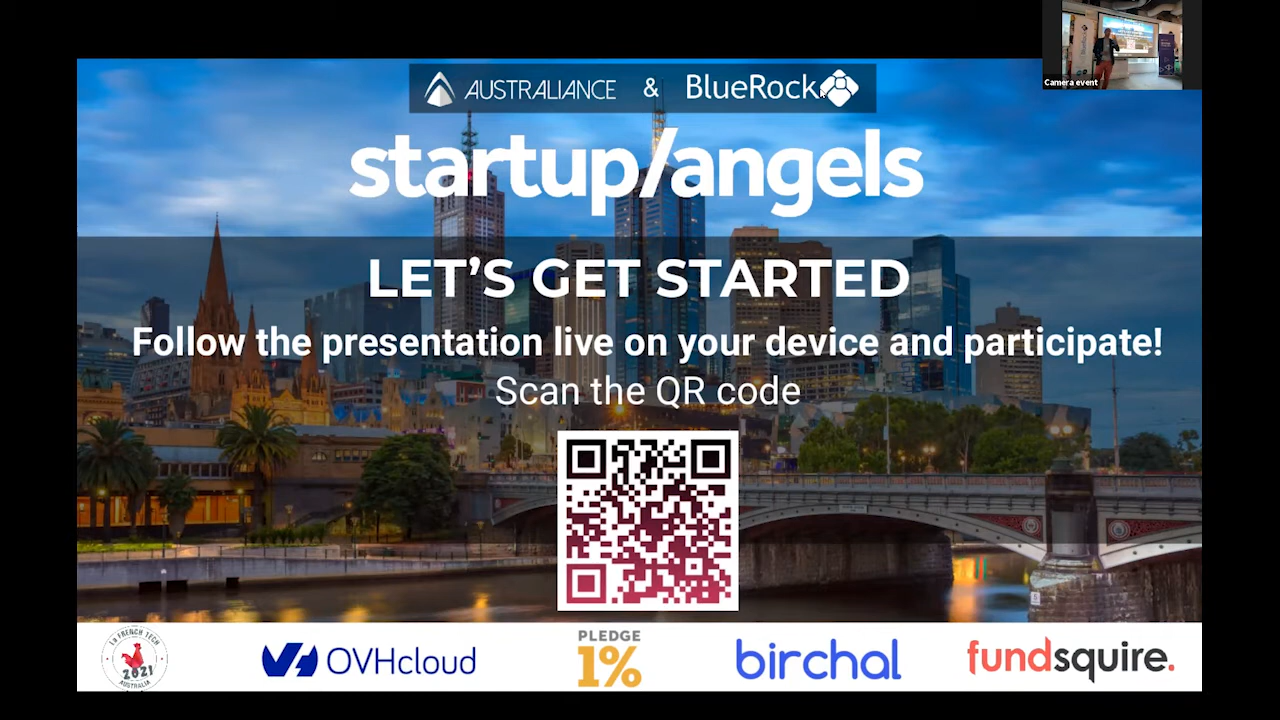 AUSTRALIANCE & BlueRock
Camera event
startup/angels
LET'S GET STARTED
Follow the presentation live on your device and participate!
Scan the QR code
La FRENCH TECH
2021
AUSTRALIA
OVHcloud
PLEDGE
1%
birchal
fundsquire.